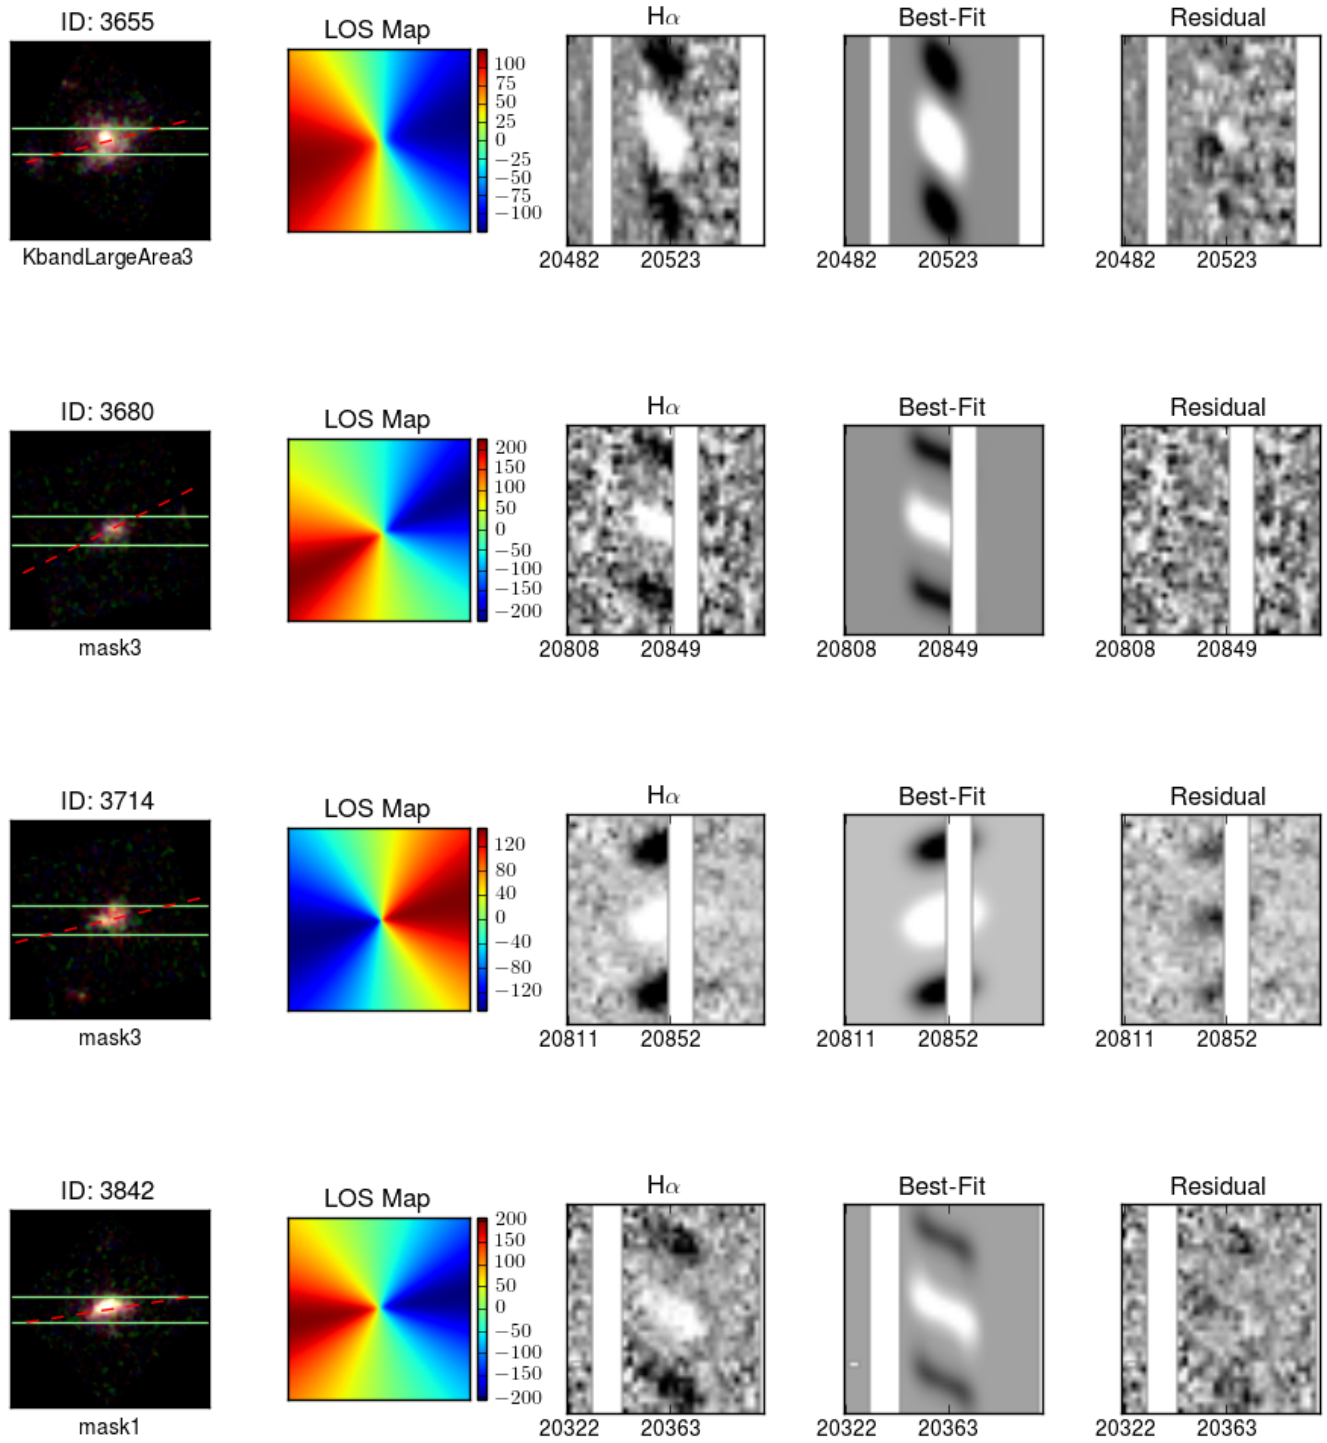 ID: 3655
LOS Map
Hα
Best-Fit
Residual
100
75
50
25
0
−25
−50
−75
−100
20482 20523
20482 20523
20482 20523
KbandLargeArea3
ID: 3680
LOS Map
Hα
Best-Fit
Residual
200
150
100
50
0
−50
−100
−150
−200
20808 20849
20808 20849
20808 20849
mask3
ID: 3714
LOS Map
Hα
Best-Fit
Residual
120
80
40
0
−40
−80
−120
20811 20852
20811 20852
20811 20852
mask3
ID: 3842
LOS Map
Hα
Best-Fit
Residual
200
150
100
50
0
−50
−100
−150
−200
20322 20363
20322 20363
20322 20363
mask1